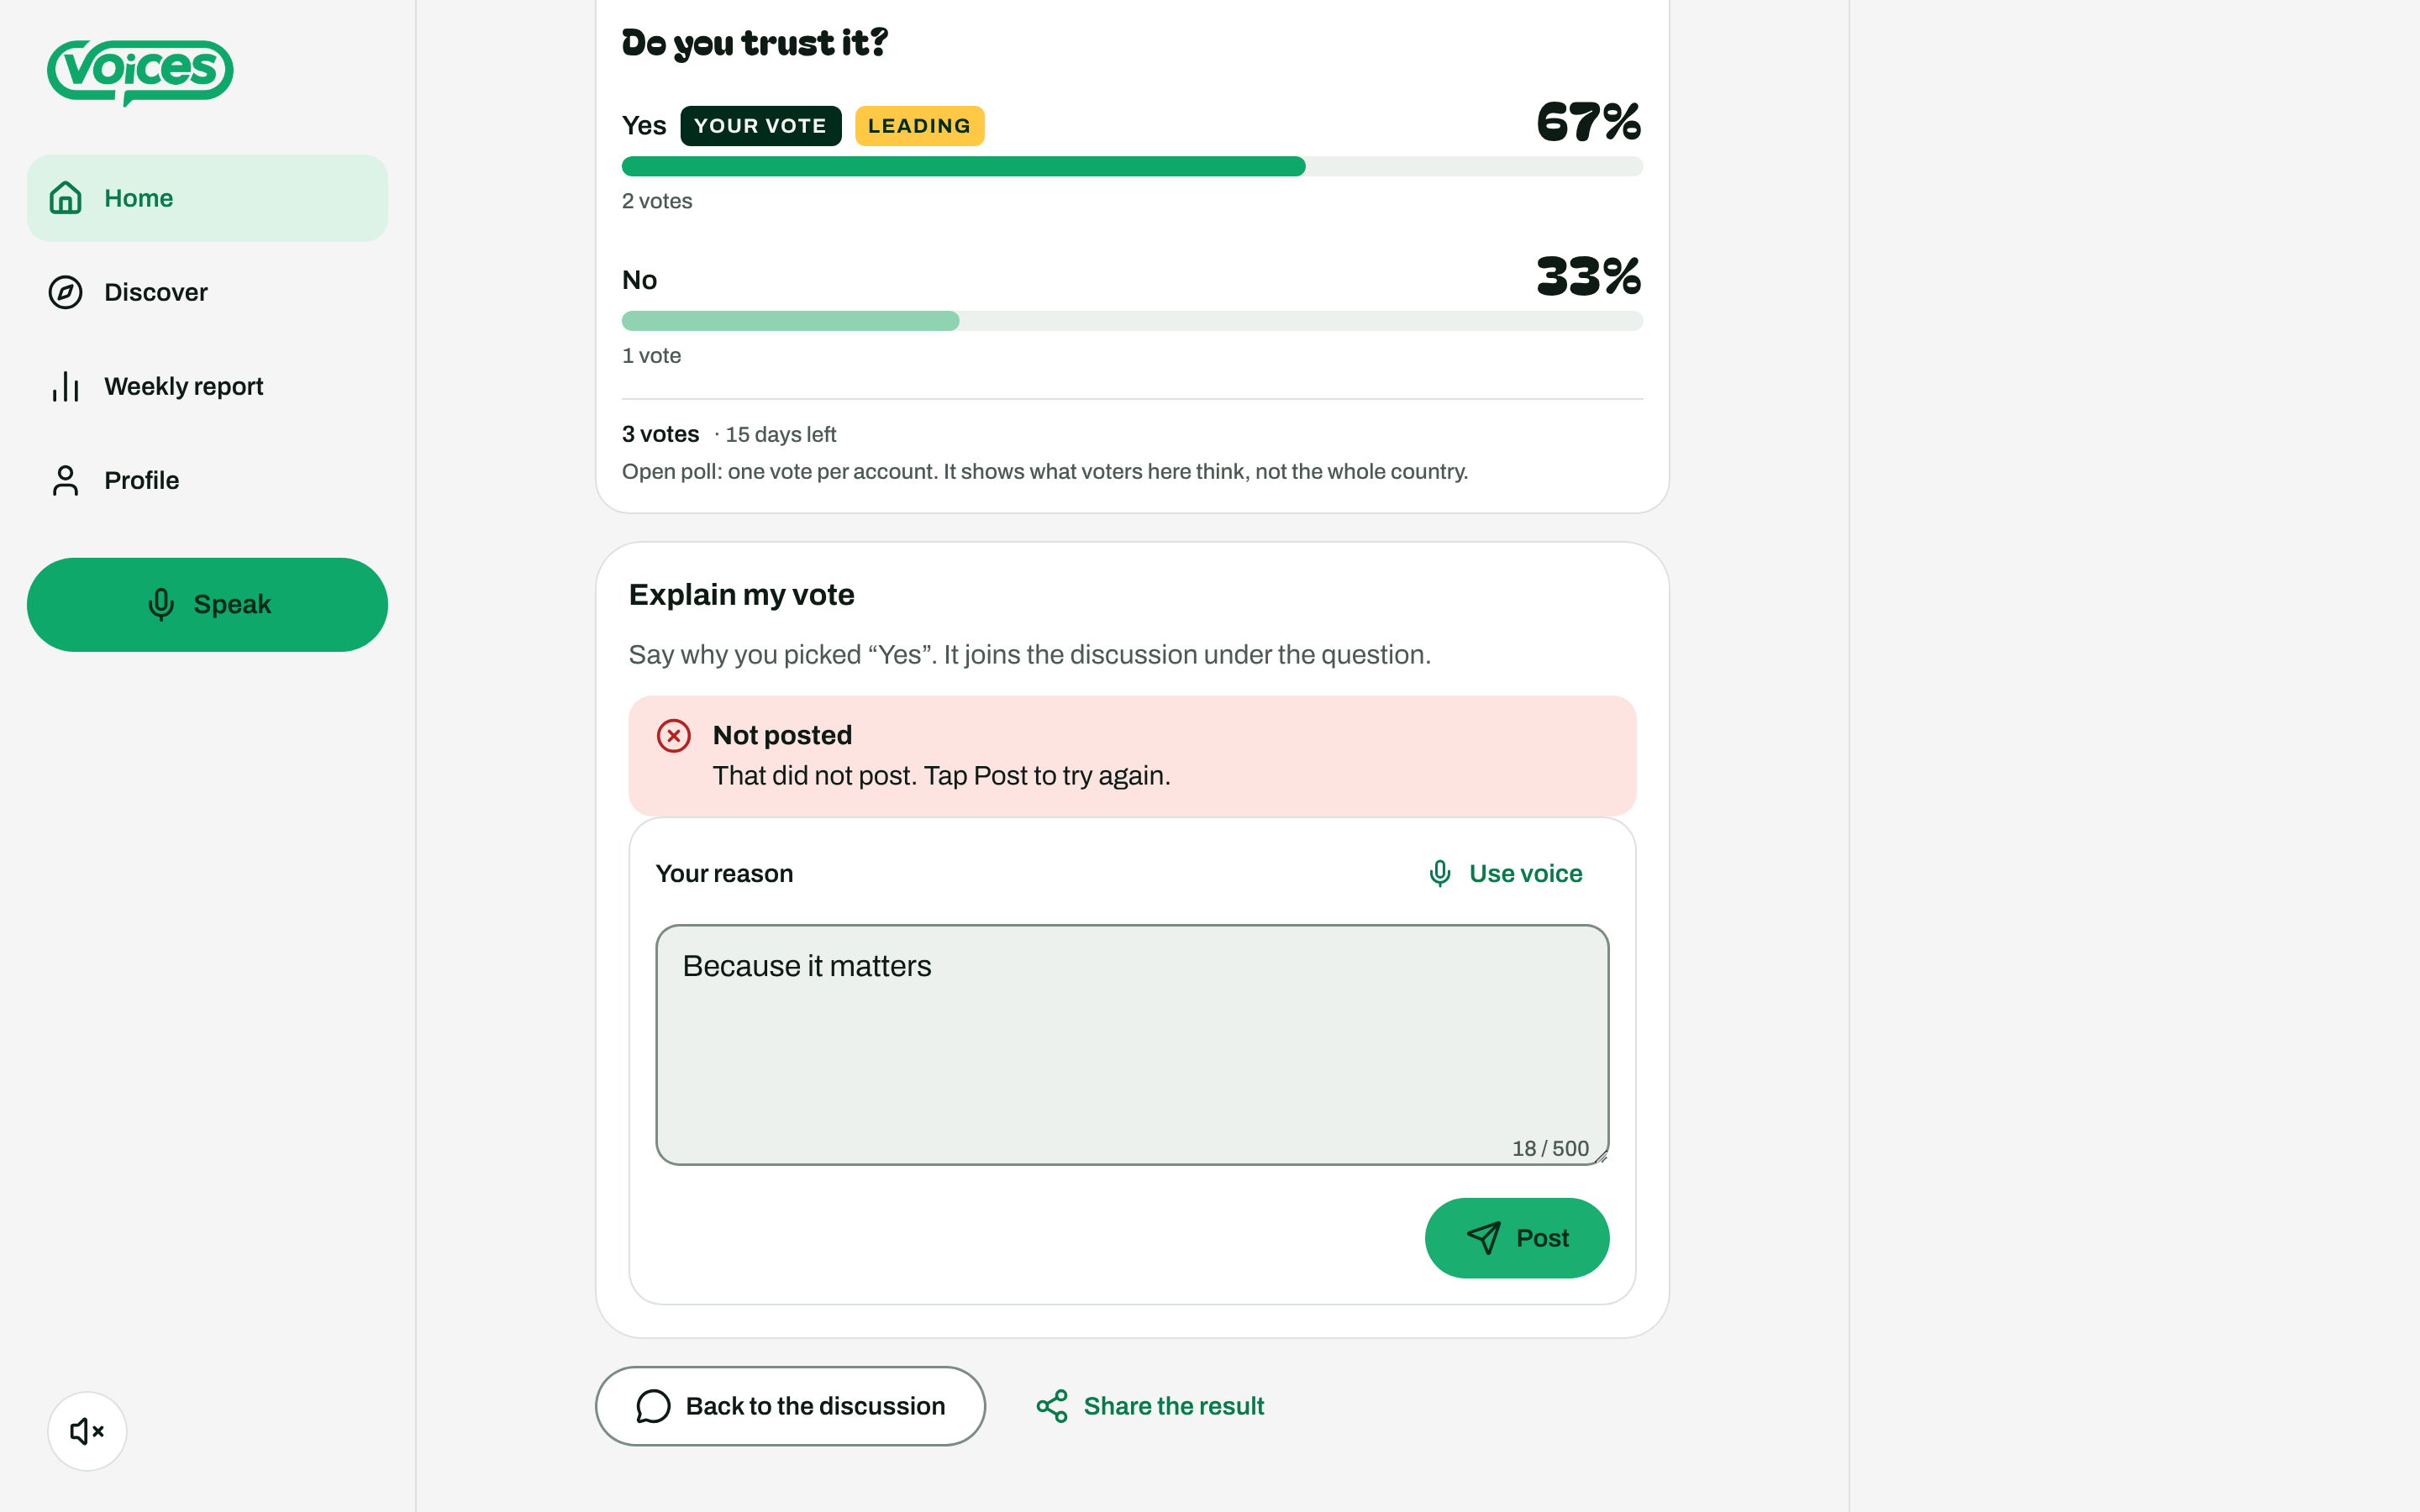 voices
Home
Discover
Weekly report
Profile
Speak
Do you trust it?
Yes YOUR VOTE LEADING 67%
2 votes
No 33%
1 vote
3 votes · 15 days left
Open poll: one vote per account. It shows what voters here think, not the whole country.
Explain my vote
Say why you picked “Yes”. It joins the discussion under the question.
Not posted
That did not post. Tap Post to try again.
Your reason Use voice
Because it matters
18 / 500
Post
Back to the discussion Share the result